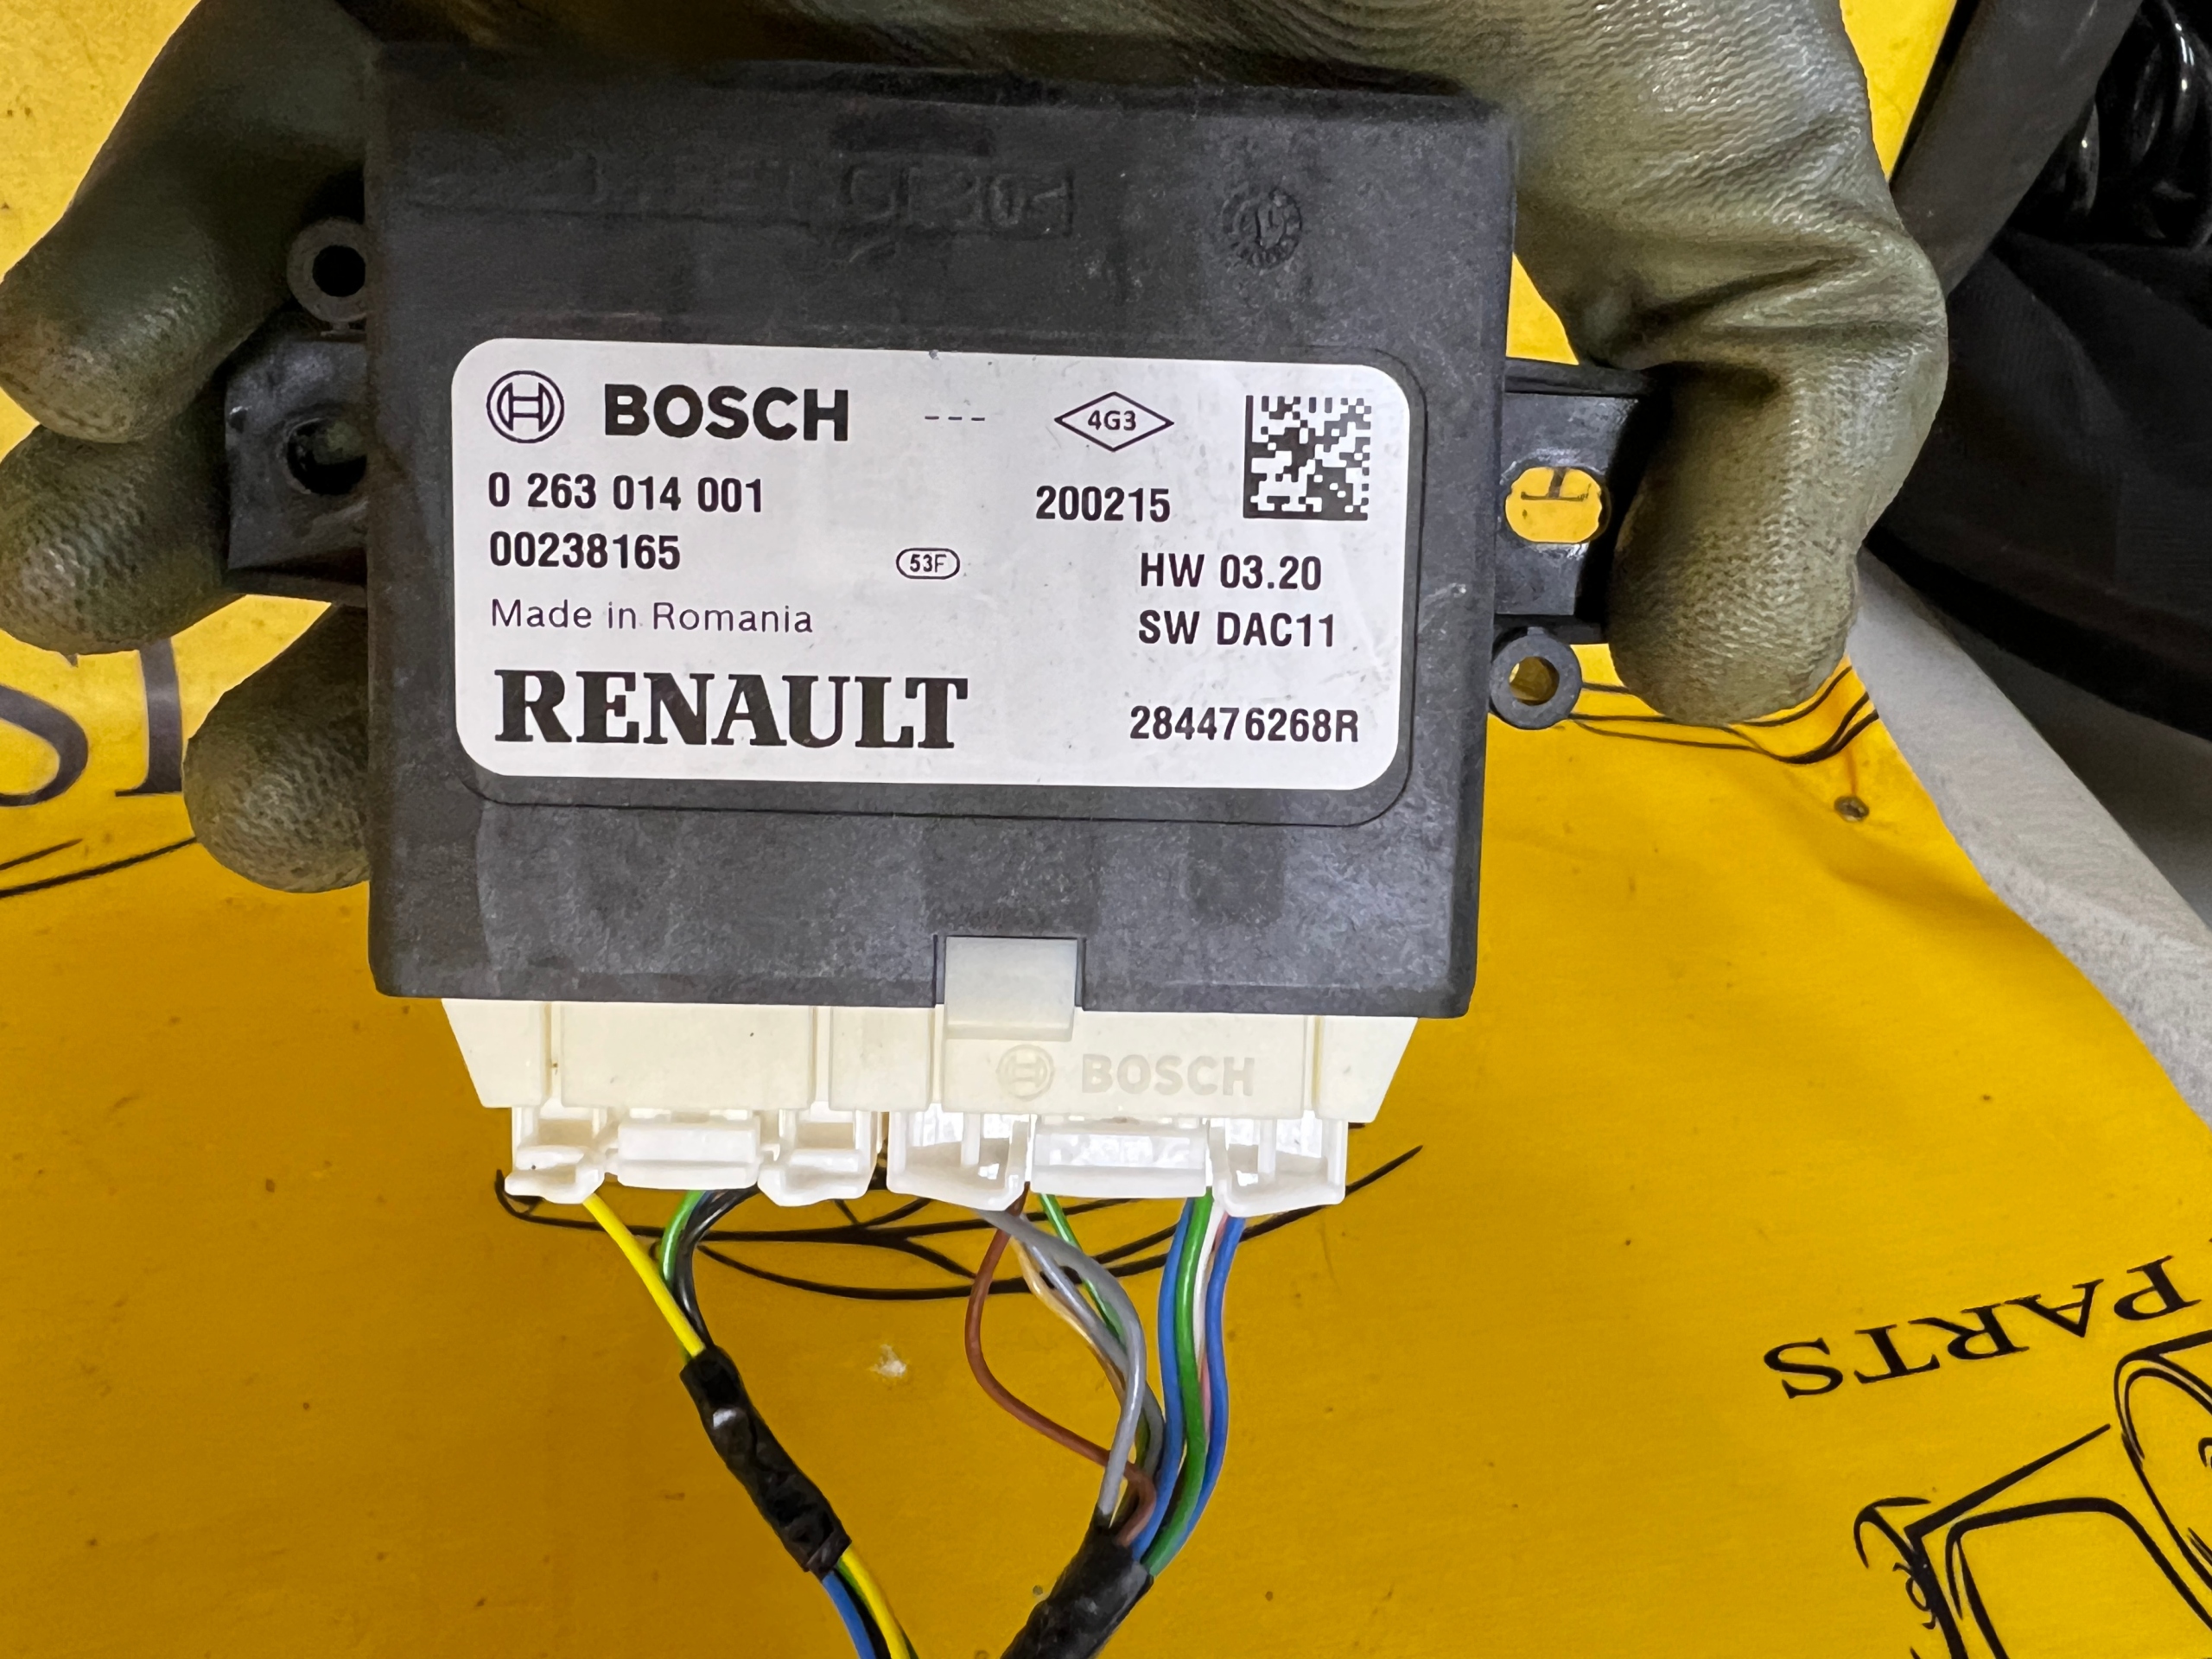 BOSCH --- 4G3
0 263 014 001 200215
00238165 53F HW 03.20
Made in Romania SW DAC11
RENAULT 284476268R
BOSCH
PARTS